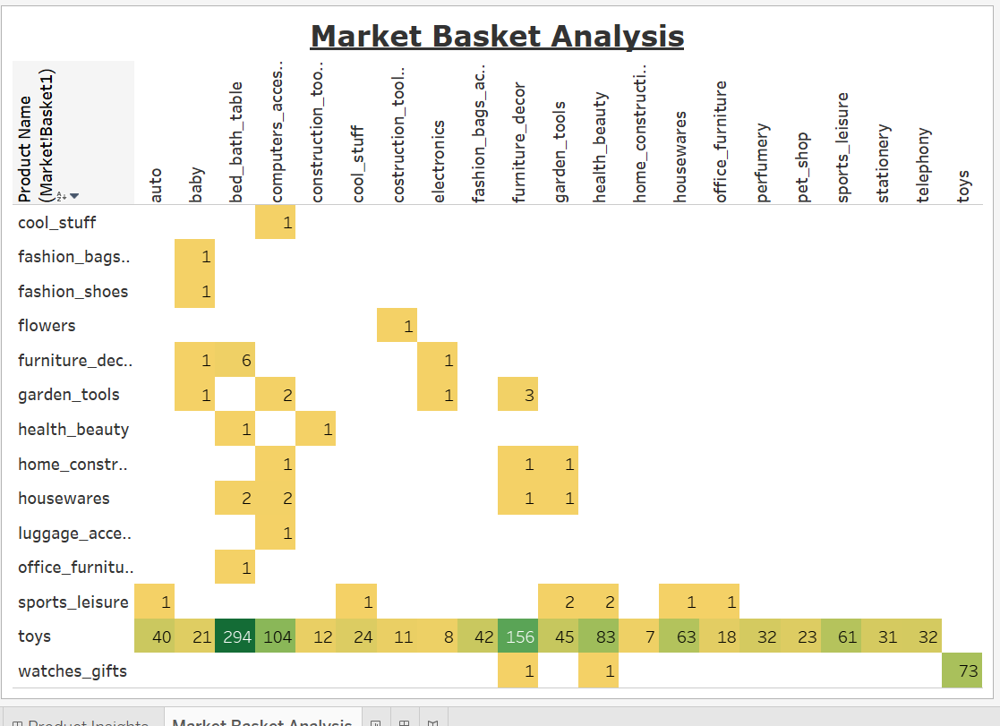 Market Basket Analysis
Product Name
(Market!Basket1)
auto
baby
bed_bath_table
computers_acces..
construction_too..
cool_stuff
costruction_tool..
electronics
fashion_bags_ac..
furniture_decor
garden_tools
health_beauty
home_constructi..
housewares
office_furniture
perfumery
pet_shop
sports_leisure
stationery
telephony
toys
cool_stuff 1
fashion_bags.. 1
fashion_shoes 1
flowers 1
furniture_dec.. 1 6 1
garden_tools 1 2 1 3
health_beauty 1 1
home_constr.. 1 1 1
housewares 2 2 1 1
luggage_acce.. 1
office_furnitu.. 1
sports_leisure 1 1 2 2 1 1
toys 40 21 294 104 12 24 11 8 42 156 45 83 7 63 18 32 23 61 31 32
watches_gifts 1 1 73
Product Insights Market Basket Analysis